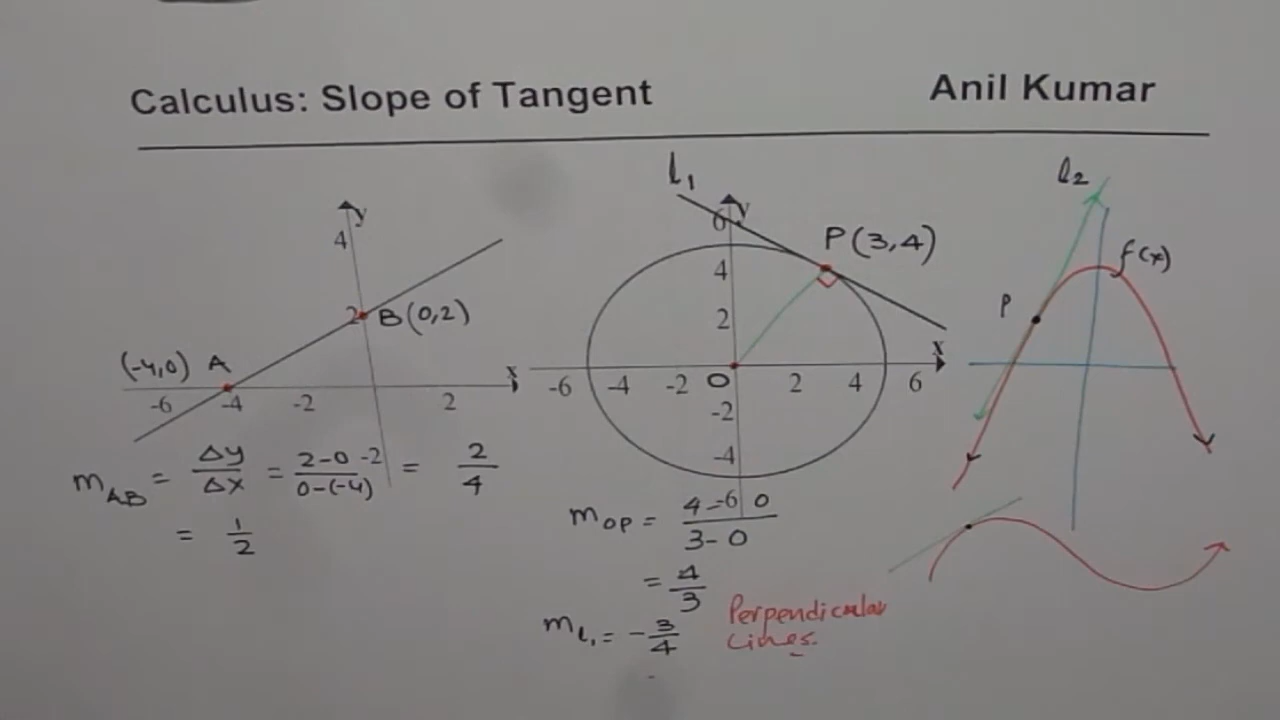 Calculus: Slope of Tangent
Anil Kumar
y
4
2
B(0,2)
(-4,0) A
x
-6 -4 -2 2
-2
m_AB = Δy/Δx = (2-0)/(0-(-4)) = 2/4
= 1/2
l₁
y
6
P(3,4)
4
2
x
-6 -4 -2 O 2 4 6
-2
-4
-6
m_OP = (4-0)/(3-0)
= 4/3
m_l₁ = -3/4
Perpendicular
Lines.
l₂
f(x)
P